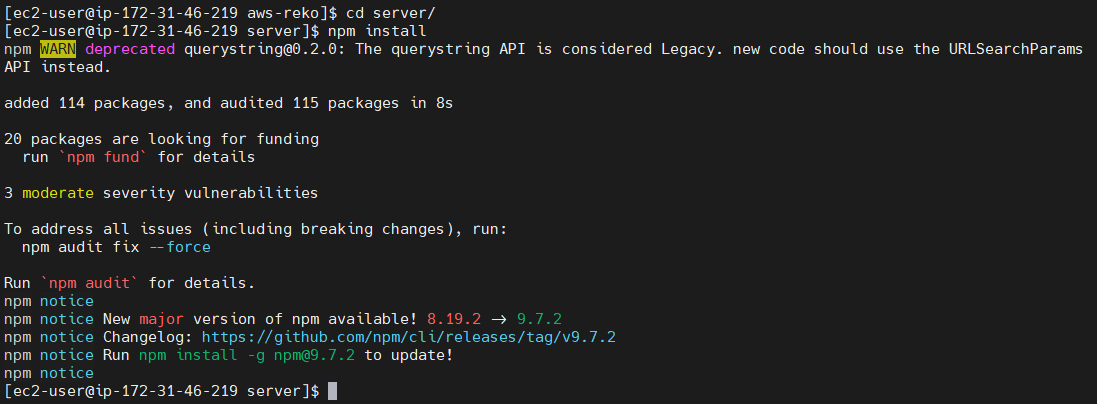 [ec2-user@ip-172-31-46-219 aws-reko]$ cd server/
[ec2-user@ip-172-31-46-219 server]$ npm install
npm WARN deprecated querystring@0.2.0: The querystring API is considered Legacy. new code should use the URLSearchParams
API instead.
added 114 packages, and audited 115 packages in 8s
20 packages are looking for funding
  run `npm fund` for details
3 moderate severity vulnerabilities
To address all issues (including breaking changes), run:
  npm audit fix --force
Run `npm audit` for details.
npm notice
npm notice New major version of npm available! 8.19.2 -> 9.7.2
npm notice Changelog: https://github.com/npm/cli/releases/tag/v9.7.2
npm notice Run npm install -g npm@9.7.2 to update!
npm notice
[ec2-user@ip-172-31-46-219 server]$